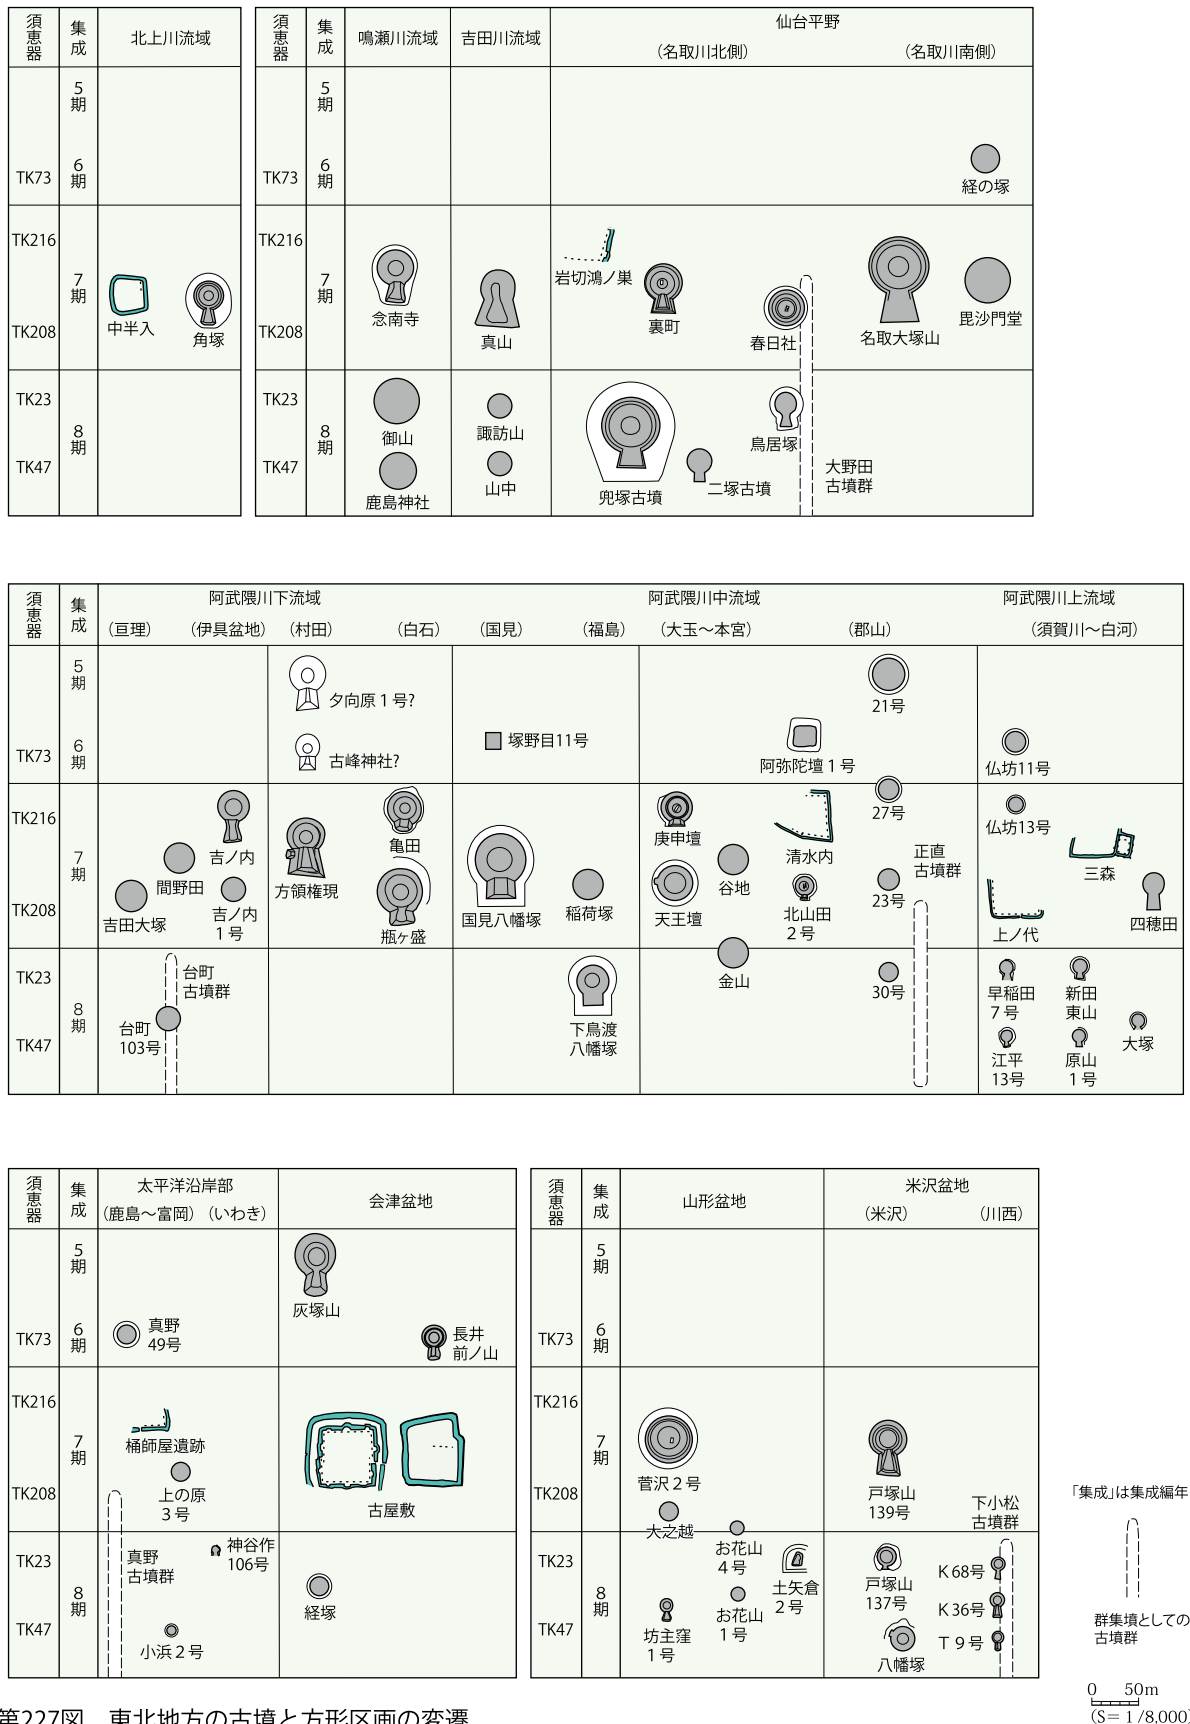 須恵器
集成
北上川流域
5期
TK73
6期
TK216
7期
TK208
中半入
角塚
TK23
8期
TK47
須恵器
集成
鳴瀬川流域
吉田川流域
仙台平野
（名取川北側）
（名取川南側）
5期
TK73
6期
経の塚
TK216
7期
TK208
念南寺
真山
岩切鴻ノ巣
裏町
春日社
名取大塚山
毘沙門堂
TK23
8期
TK47
御山
鹿島神社
諏訪山
山中
兜塚古墳
二塚古墳
鳥居塚
大野田
古墳群
須恵器
集成
阿武隈川下流域
阿武隈川中流域
阿武隈川上流域
（亘理）
（伊具盆地）
（村田）
（白石）
（国見）
（福島）
（大玉～本宮）
（郡山）
（須賀川～白河）
5期
夕向原１号?
21号
TK73
6期
古峰神社?
塚野目11号
阿弥陀壇１号
仏坊11号
TK216
7期
TK208
吉ノ内
間野田
吉田大塚
吉ノ内
１号
方領権現
亀田
瓶ヶ盛
国見八幡塚
稲荷塚
庚申壇
天王壇
谷地
清水内
北山田
２号
27号
23号
正直
古墳群
仏坊13号
三森
上ノ代
四穂田
TK23
8期
TK47
台町
古墳群
台町
103号
下鳥渡
八幡塚
金山
30号
早稲田
７号
新田
東山
大塚
江平
13号
原山
１号
須恵器
集成
太平洋沿岸部
（鹿島～富岡）（いわき）
会津盆地
5期
灰塚山
TK73
6期
真野
49号
長井
前ノ山
TK216
7期
TK208
桶師屋遺跡
上の原
３号
古屋敷
TK23
8期
TK47
真野
古墳群
神谷作
106号
小浜２号
経塚
須恵器
集成
山形盆地
米沢盆地
（米沢）
（川西）
5期
TK73
6期
TK216
7期
TK208
菅沢２号
大之越
戸塚山
139号
下小松
古墳群
TK23
8期
TK47
お花山
４号
土矢倉
２号
お花山
１号
坊主窪
１号
戸塚山
137号
八幡塚
Ｋ68号
Ｋ36号
Ｔ９号
「集成」は集成編年
群集墳としての
古墳群
0 50m
（S＝１/8,000）
第227図　東北地方の古墳と方形区画の変遷